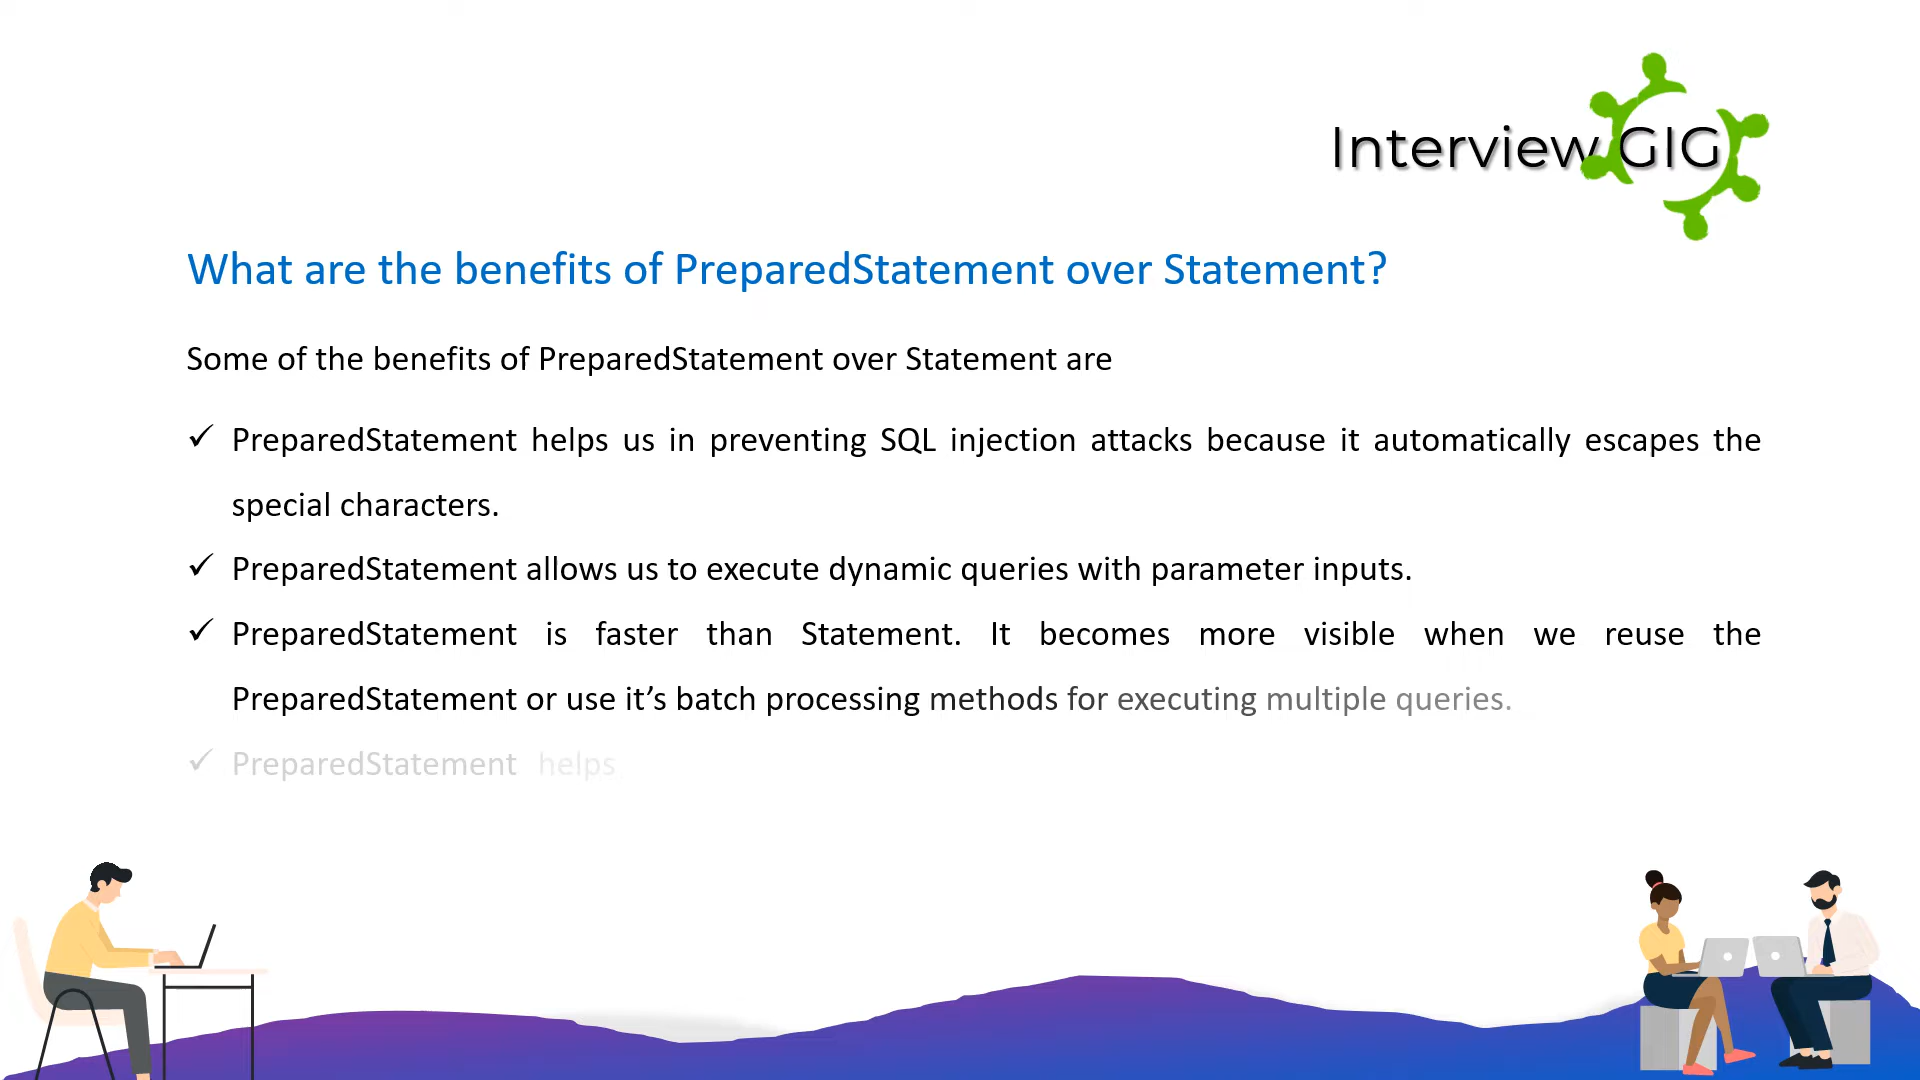 Interview GIG
What are the benefits of PreparedStatement over Statement?
Some of the benefits of PreparedStatement over Statement are
✓ PreparedStatement helps us in preventing SQL injection attacks because it automatically escapes the
special characters.
✓ PreparedStatement allows us to execute dynamic queries with parameter inputs.
✓ PreparedStatement is faster than Statement. It becomes more visible when we reuse the
PreparedStatement or use it’s batch processing methods for executing multiple queries.
✓ PreparedStatement helps